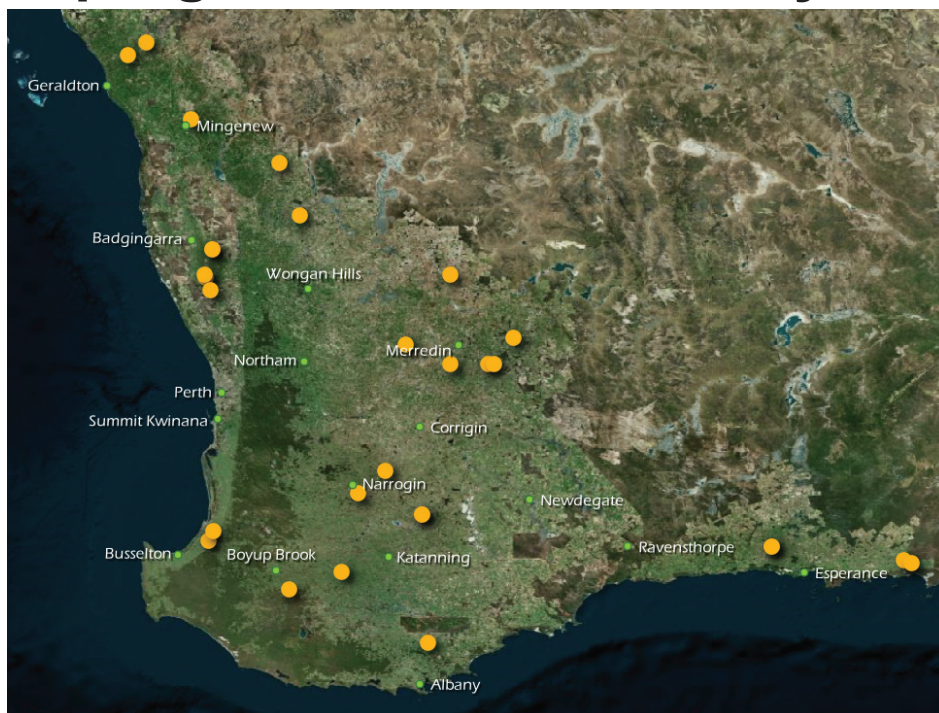 Geraldton
Mingenew
Badgingarra
Wongan Hills
Merredin
Northam
Perth
Summit Kwinana
Corrigin
Narrogin
Newdegate
Ravensthorpe
Busselton
Boyup Brook
Katanning
Esperance
Albany